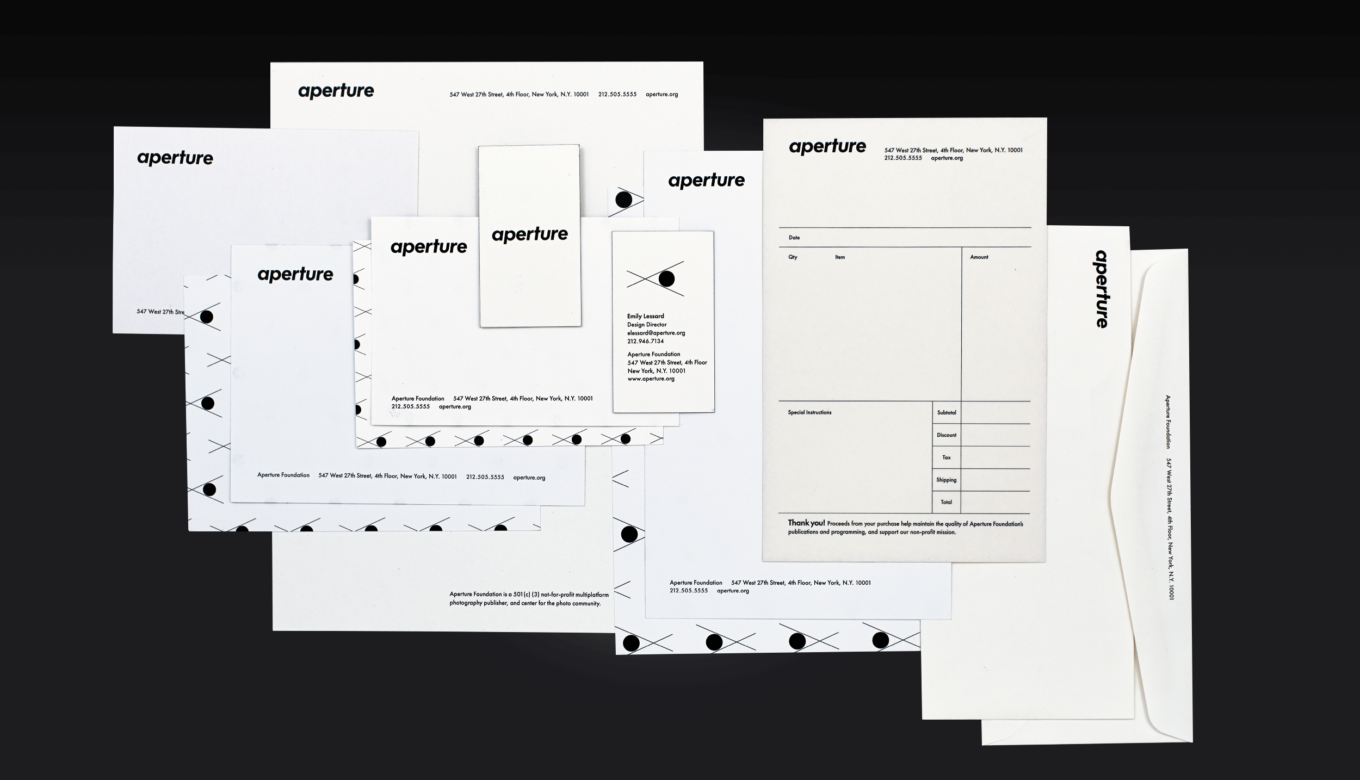 aperture
547 West 27th Street, 4th Floor, New York, N.Y. 10001 212.505.5555 aperture.org
aperture
547 West 27th Stre
aperture
Aperture Foundation 547 West 27th Street, 4th Floor, New York, N.Y. 10001 212.505.5555 aperture.org
aperture
Aperture Foundation 547 West 27th Street, 4th Floor, New York, N.Y. 10001
212.505.5555 aperture.org
aperture
Emily Lessard
Design Director
elessard@aperture.org
212.946.7134
Aperture Foundation
547 West 27th Street, 4th Floor
New York, N.Y. 10001
www.aperture.org
Aperture Foundation is a 501(c) (3) not-for-profit multiplatform
photography publisher, and center for the photo community.
aperture
Aperture Foundation 547 West 27th Street, 4th Floor, New York, N.Y. 10001
212.505.5555 aperture.org
aperture
547 West 27th Street, 4th Floor, New York, N.Y. 10001
212.505.5555 aperture.org
Date
Qty Item Amount
Special Instructions
Subtotal
Discount
Tax
Shipping
Total
Thank you! Proceeds from your purchase help maintain the quality of Aperture Foundation's
publications and programming, and support our non-profit mission.
aperture
Aperture Foundation 547 West 27th Street, 4th Floor, New York, N.Y. 10001